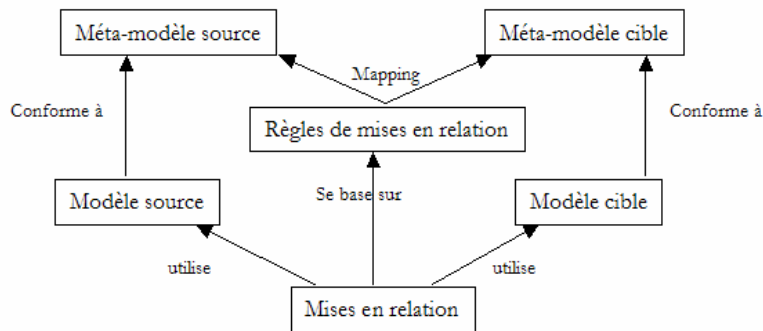 Méta-modèle source
Méta-modèle cible
Mapping
Conforme à
Règles de mises en relation
Conforme à
Modèle source
Se base sur
Modèle cible
utilise
utilise
Mises en relation